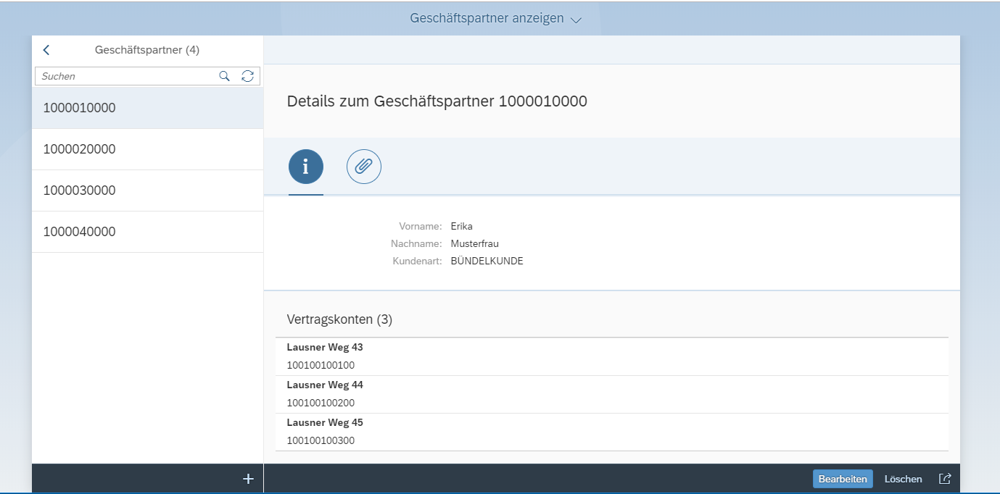 Geschäftspartner anzeigen
Geschäftspartner (4)
Suchen
1000010000
1000020000
1000030000
1000040000
Details zum Geschäftspartner 1000010000
Vorname: Erika
Nachname: Musterfrau
Kundenart: BÜNDELKUNDE
Vertragskonten (3)
Lausner Weg 43
100100100100
Lausner Weg 44
100100100200
Lausner Weg 45
100100100300
Bearbeiten Löschen